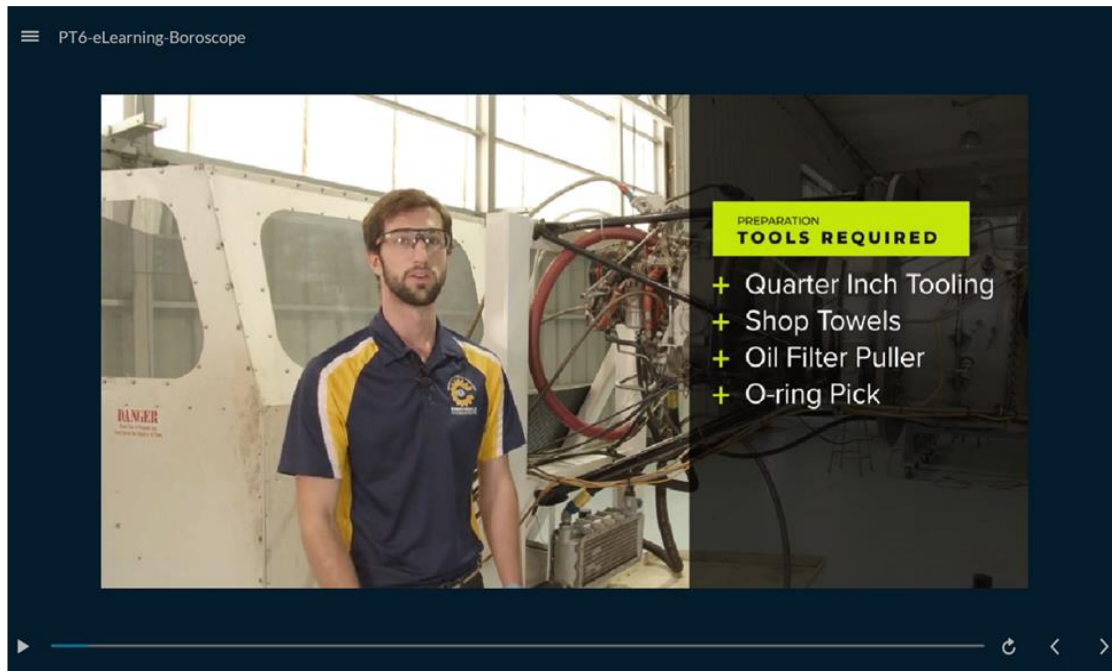 PT6-eLearning-Boroscope
PREPARATION
TOOLS REQUIRED
+ Quarter Inch Tooling
+ Shop Towels
+ Oil Filter Puller
+ O-ring Pick
DANGER